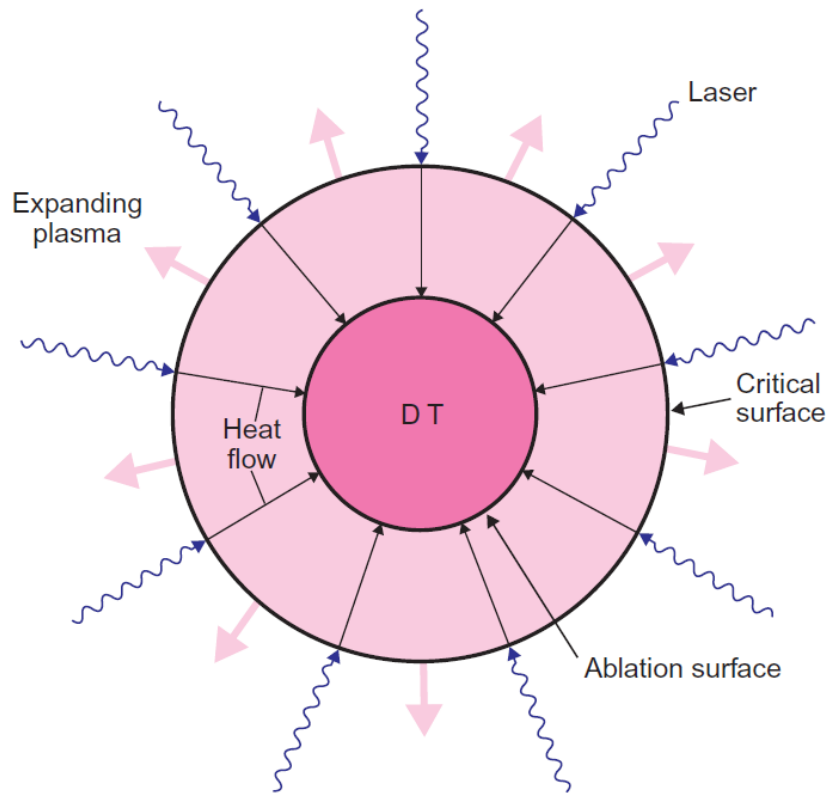 Laser
Expanding
plasma
Critical
surface
D T
Heat
flow
Ablation surface